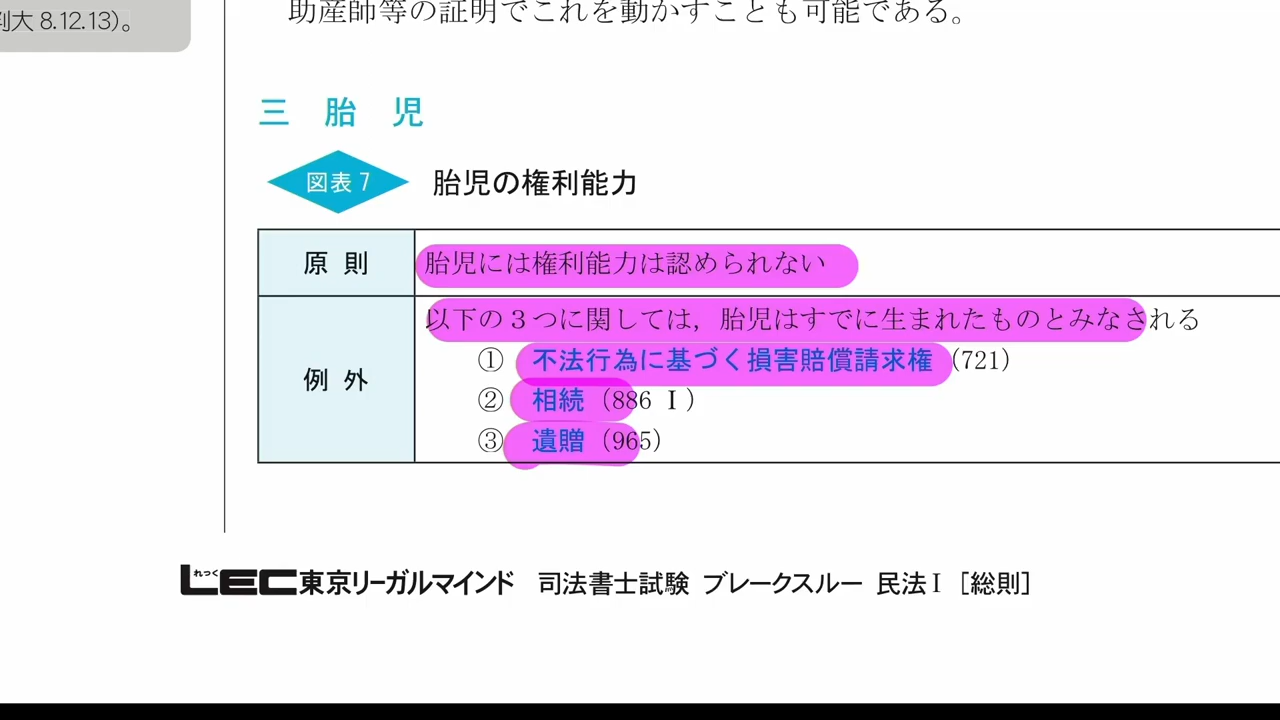 判大 8.12.13)。
助産師等の証明でこれを動かすことも可能である。
三 胎 児
図表 7 胎児の権利能力
原 則 胎児には権利能力は認められない
例 外 以下の３つに関しては，胎児はすでに生まれたものとみなされる
① 不法行為に基づく損害賠償請求権（721）
② 相続（886 Ⅰ）
③ 遺贈（965）
れっく
LEC東京リーガルマインド 司法書士試験 ブレークスルー 民法Ⅰ［総則］